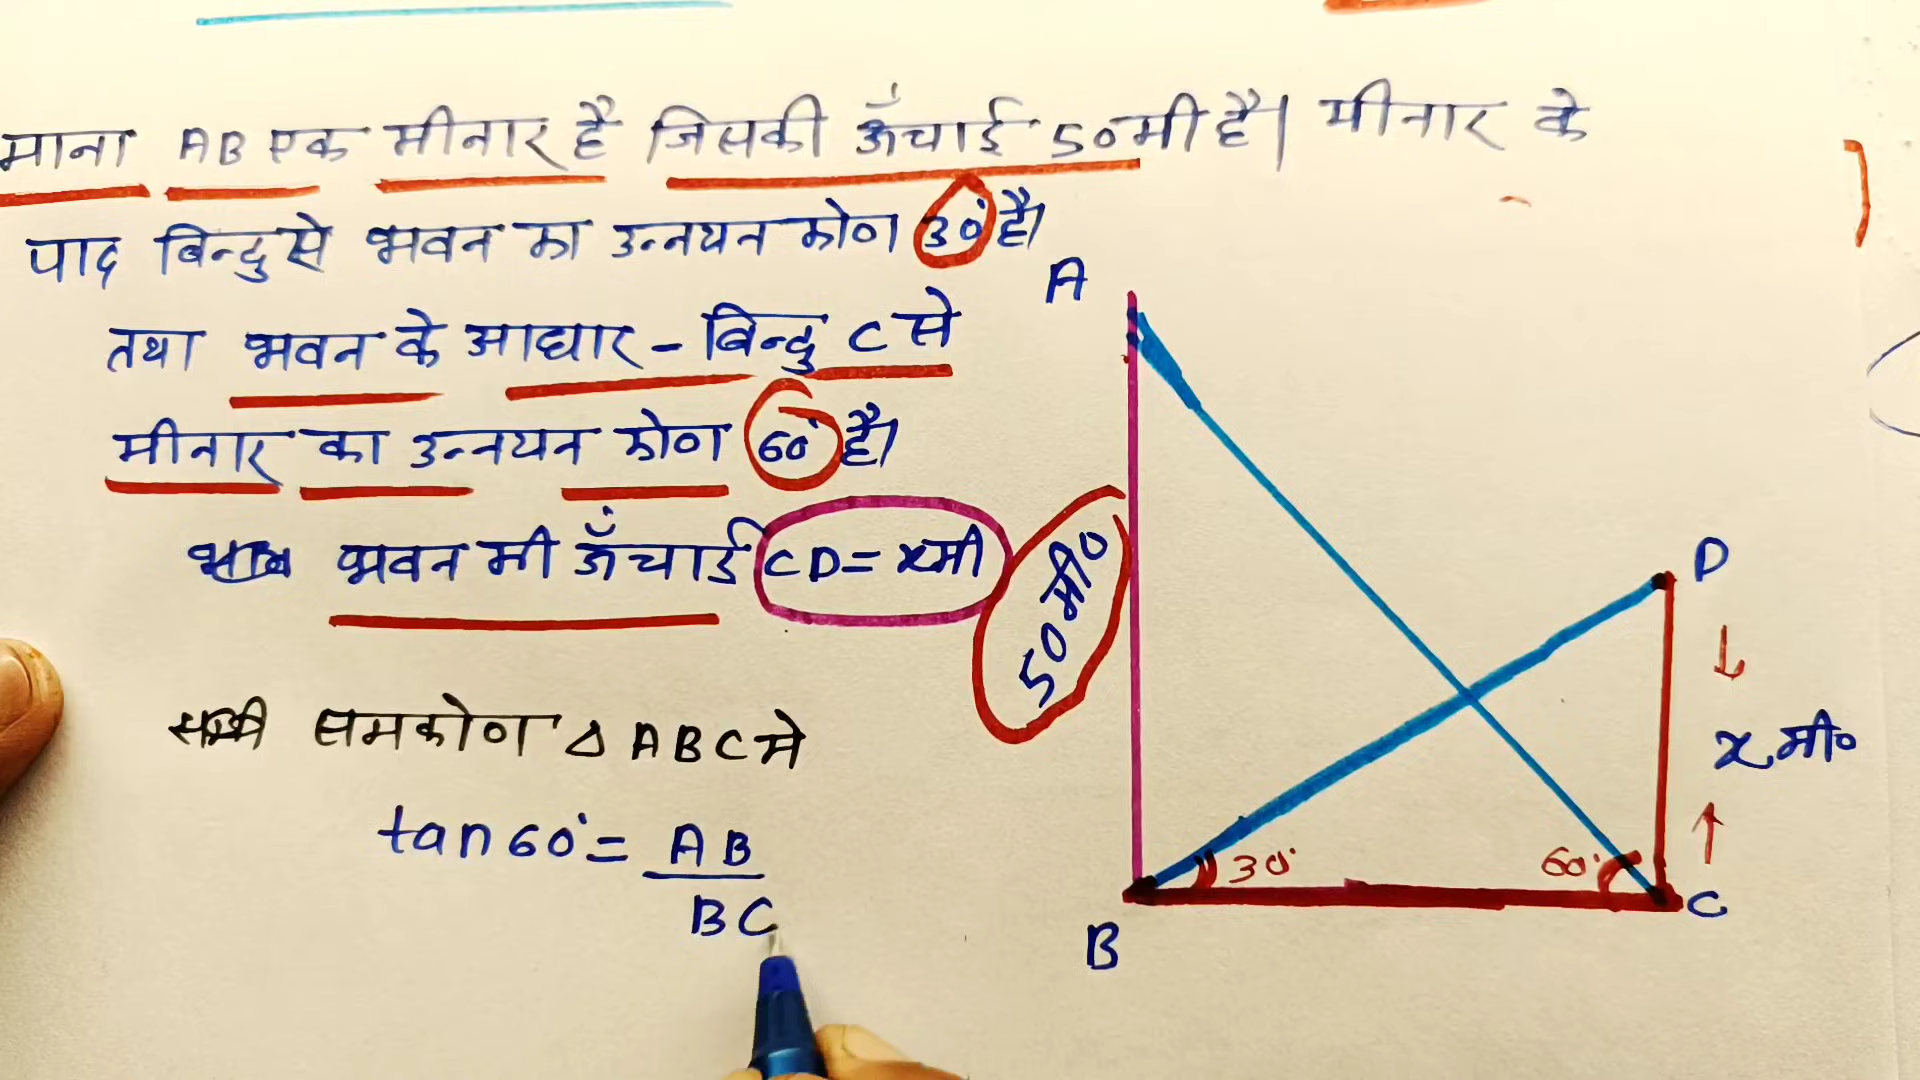 माना AB एक मीनार है जिसकी ऊँचाई 50मी है। मीनार के
पाद बिन्दु से भवन का उन्नयन कोण 30° है।
तथा भवन के आधार - बिन्दु C से
मीनार का उन्नयन कोण 60° है।
भवन की ऊँचाई CD = x मी
समकोण Δ ABC मे
tan 60° = AB
BC
A
50 मी०
D
x मी०
30°
60°
C
B